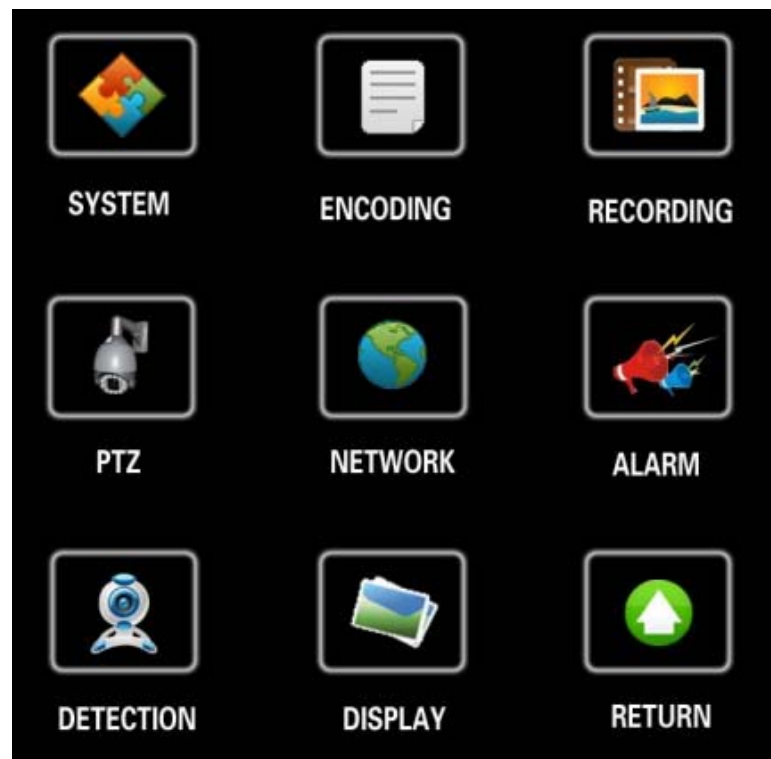 SYSTEM
ENCODING
RECORDING
PTZ
NETWORK
ALARM
DETECTION
DISPLAY
RETURN